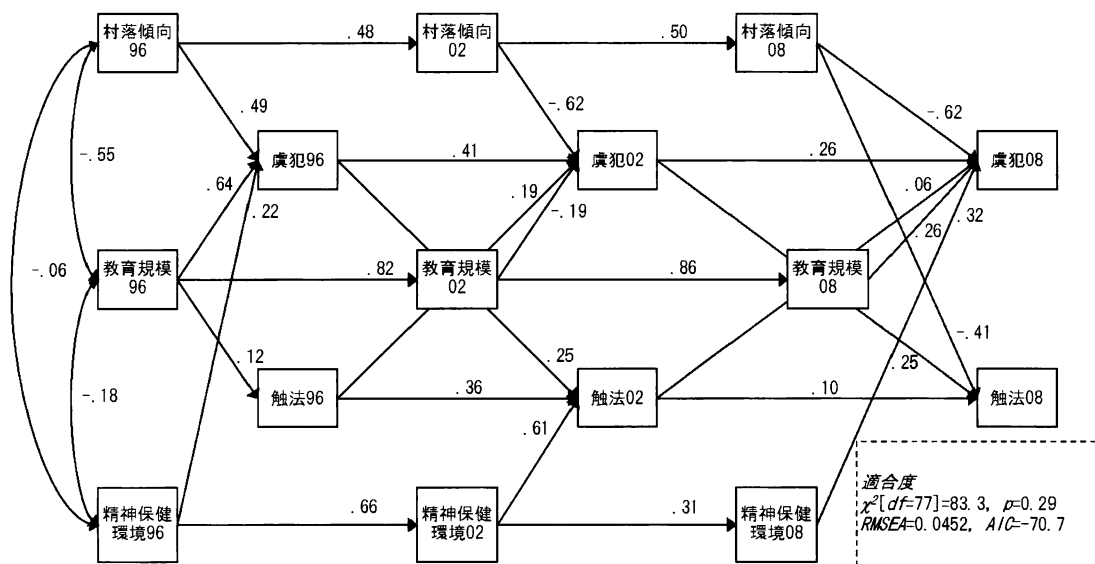 村落傾向
96
.48
村落傾向
02
.50
村落傾向
08
.49
-.62
-.62
-.55
虞犯96
.41
虞犯02
.26
虞犯08
.64
.22
.19
-.19
.06
.32
.26
-.06
教育規模
96
.82
教育規模
02
.86
教育規模
08
.12
.25
-.41
.25
-.18
触法96
.36
触法02
.10
触法08
.61
精神保健
環境96
.66
精神保健
環境02
.31
精神保健
環境08
適合度
χ²[df=77]=83.3, p=0.29
RMSEA=0.0452, AIC=-70.7